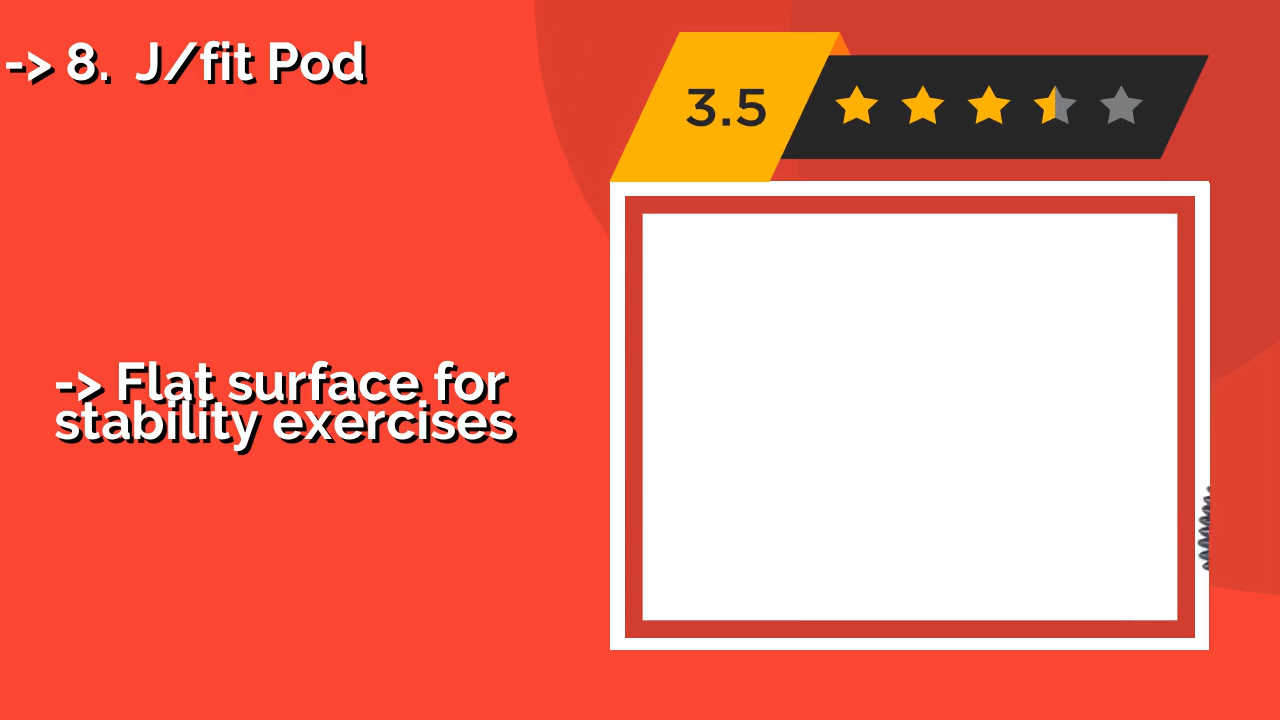 -> 8.  J/fit Pod
3.5
-> Flat surface for
stability exercises